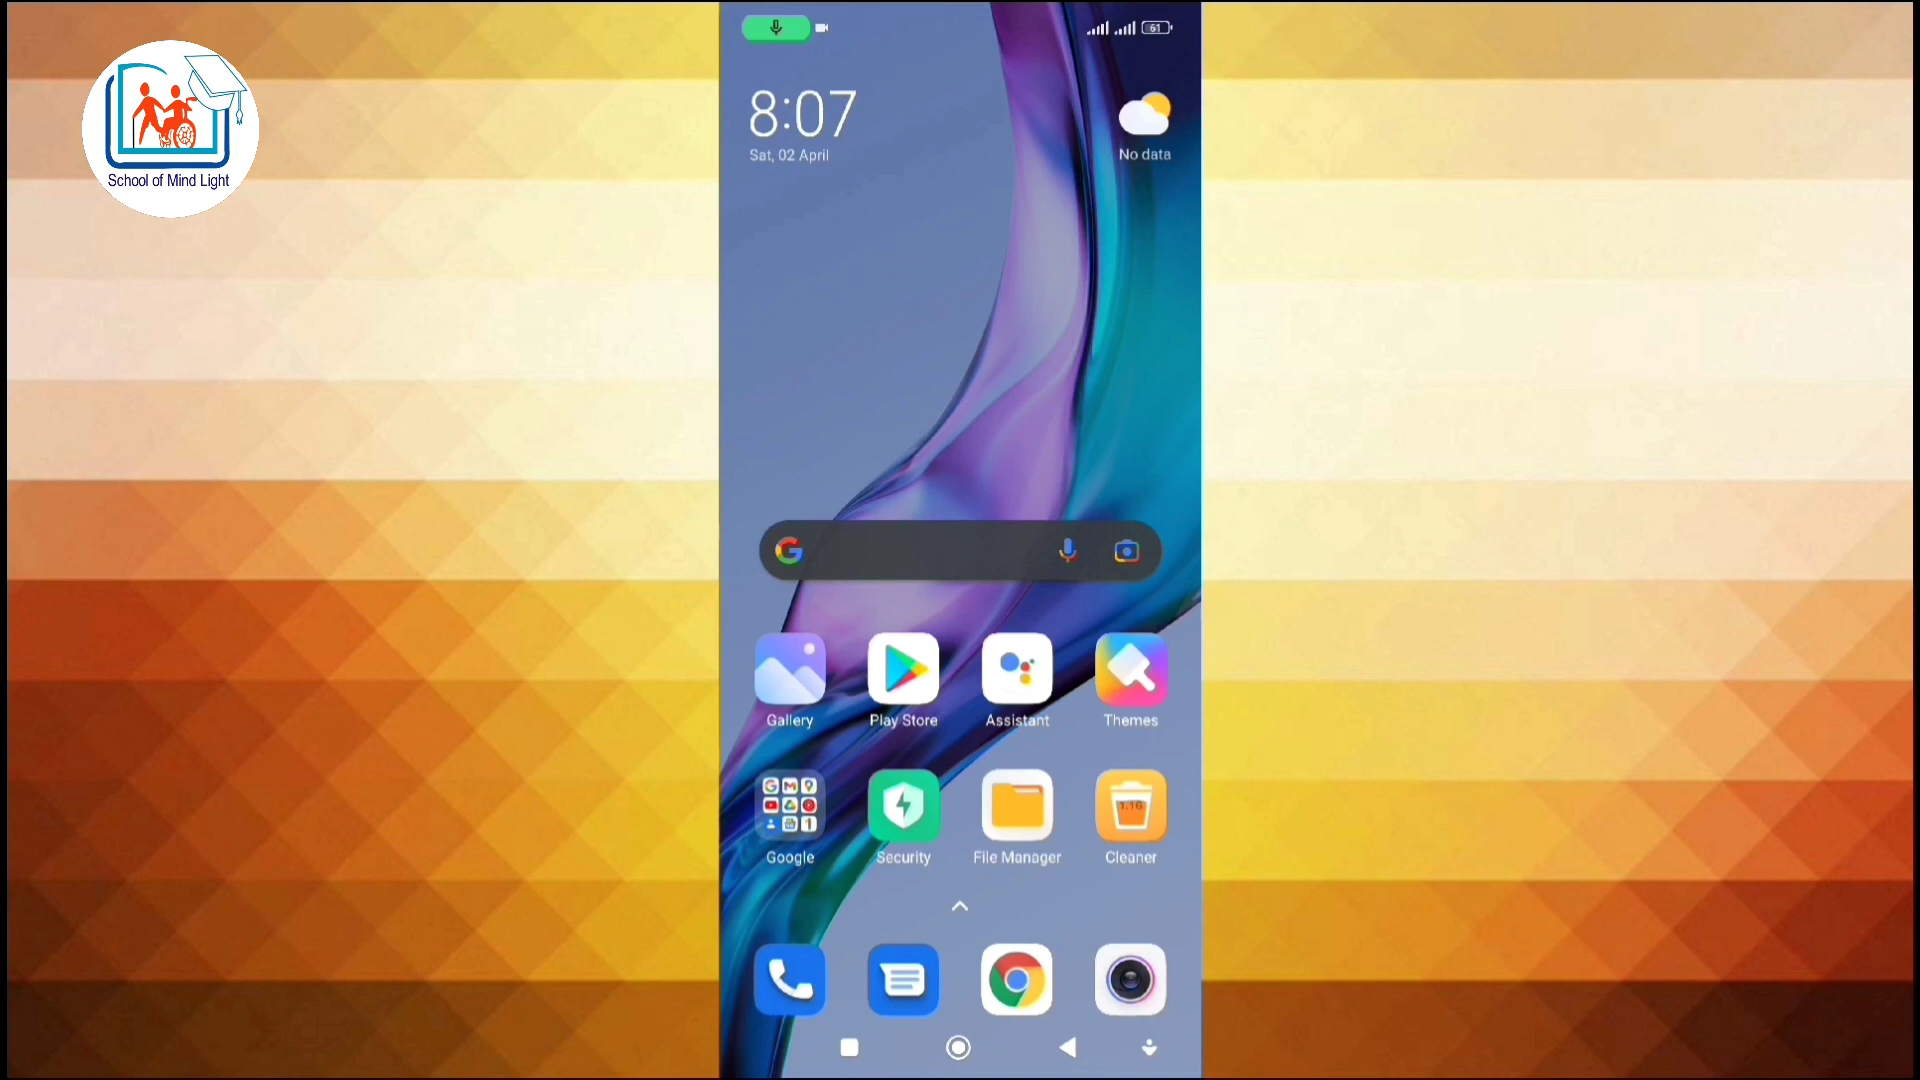 School of Mind Light
61
8:07
Sat, 02 April
No data
Gallery
Play Store
Assistant
Themes
Google
Security
File Manager
Cleaner